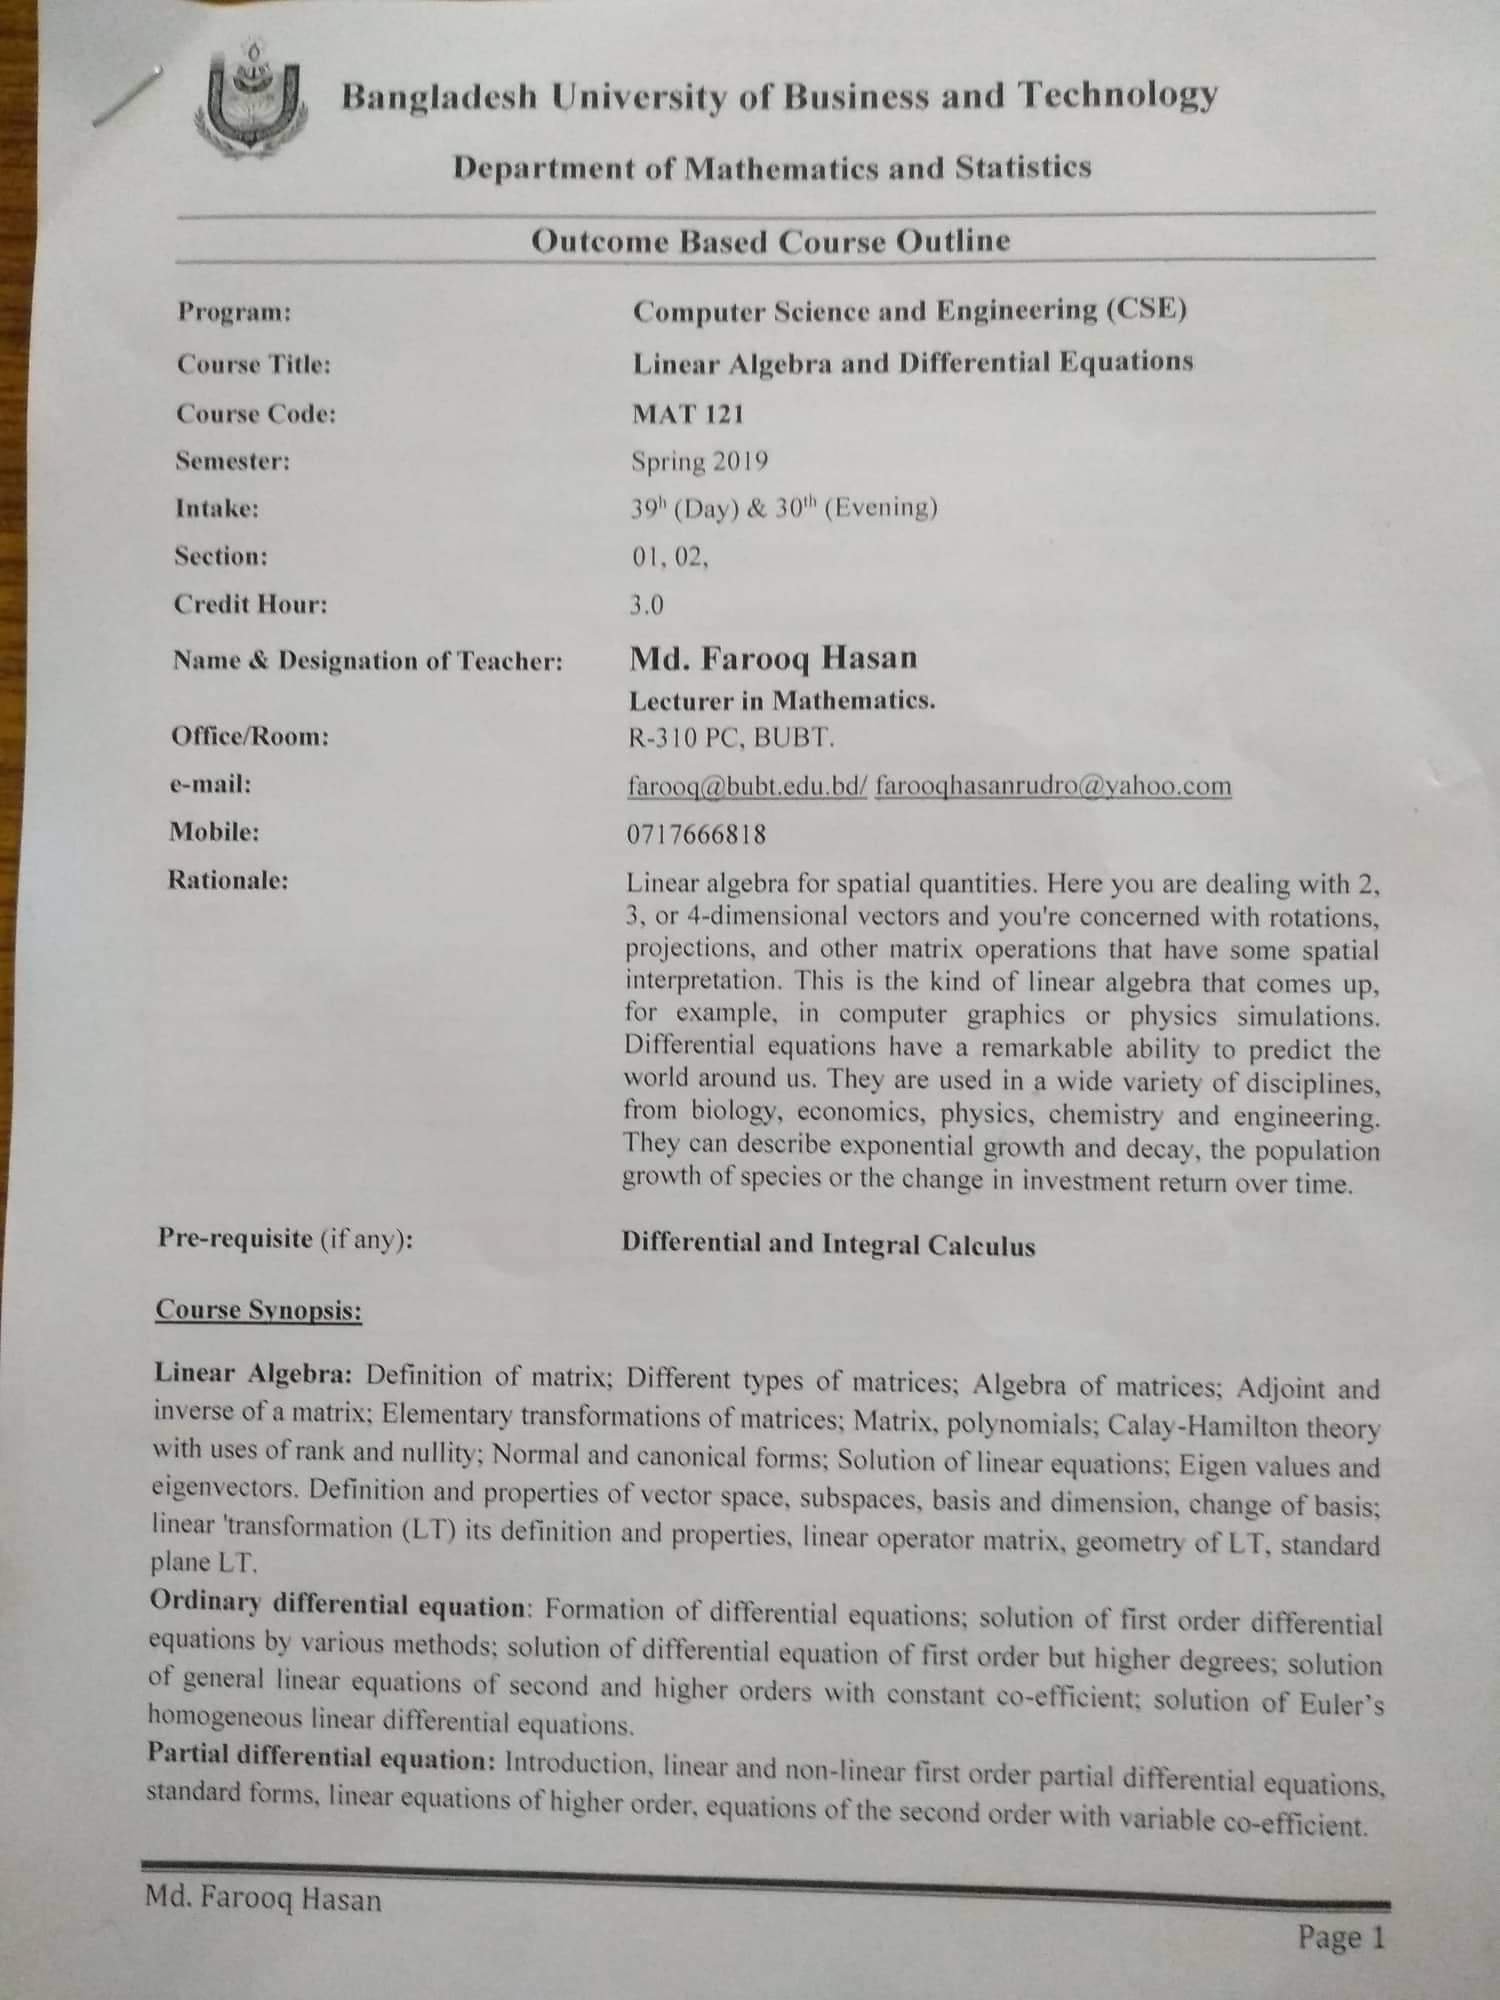 Bangladesh University of Business and Technology
Department of Mathematics and Statistics
Outcome Based Course Outline
Program: Computer Science and Engineering (CSE)
Course Title: Linear Algebra and Differential Equations
Course Code: MAT 121
Semester: Spring 2019
Intake: 39h (Day) & 30th (Evening)
Section: 01, 02,
Credit Hour: 3.0
Name & Designation of Teacher: Md. Farooq Hasan
Lecturer in Mathematics.
Office/Room: R-310 PC, BUBT.
e-mail: farooq@bubt.edu.bd/ farooqhasanrudro@yahoo.com
Mobile: 0717666818
Rationale: Linear algebra for spatial quantities. Here you are dealing with 2,
3, or 4-dimensional vectors and you're concerned with rotations,
projections, and other matrix operations that have some spatial
interpretation. This is the kind of linear algebra that comes up,
for example, in computer graphics or physics simulations.
Differential equations have a remarkable ability to predict the
world around us. They are used in a wide variety of disciplines,
from biology, economics, physics, chemistry and engineering.
They can describe exponential growth and decay, the population
growth of species or the change in investment return over time.
Pre-requisite (if any): Differential and Integral Calculus
Course Synopsis:
Linear Algebra: Definition of matrix; Different types of matrices; Algebra of matrices; Adjoint and
inverse of a matrix; Elementary transformations of matrices; Matrix, polynomials; Calay-Hamilton theory
with uses of rank and nullity; Normal and canonical forms; Solution of linear equations; Eigen values and
eigenvectors. Definition and properties of vector space, subspaces, basis and dimension, change of basis;
linear 'transformation (LT) its definition and properties, linear operator matrix, geometry of LT, standard
plane LT.
Ordinary differential equation: Formation of differential equations; solution of first order differential
equations by various methods; solution of differential equation of first order but higher degrees; solution
of general linear equations of second and higher orders with constant co-efficient; solution of Euler’s
homogeneous linear differential equations.
Partial differential equation: Introduction, linear and non-linear first order partial differential equations,
standard forms, linear equations of higher order, equations of the second order with variable co-efficient.
Md. Farooq Hasan
Page 1